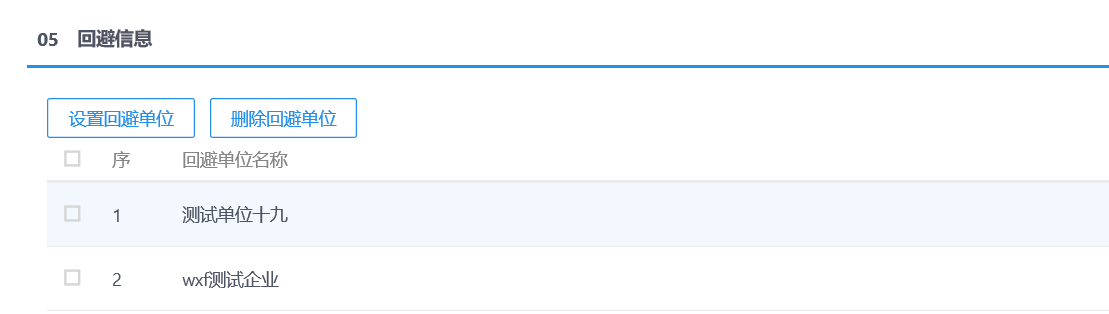 05 回避信息
设置回避单位 删除回避单位
序 回避单位名称
1 测试单位十九
2 wxf测试企业